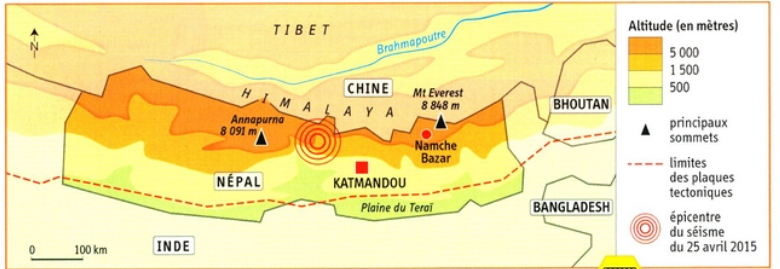 TIBET
N
Brahmapoutre
CHINE
HIMALAYA
Mt Everest
8 848 m
Annapurna
8 091 m
Namche
Bazar
BHOUTAN
NÉPAL
KATMANDOU
Plaine du Teraï
BANGLADESH
INDE
0 100 km
Altitude (en mètres)
5 000
1 500
500
principaux
sommets
limites
des plaques
tectoniques
épicentre
du séisme
du 25 avril 2015